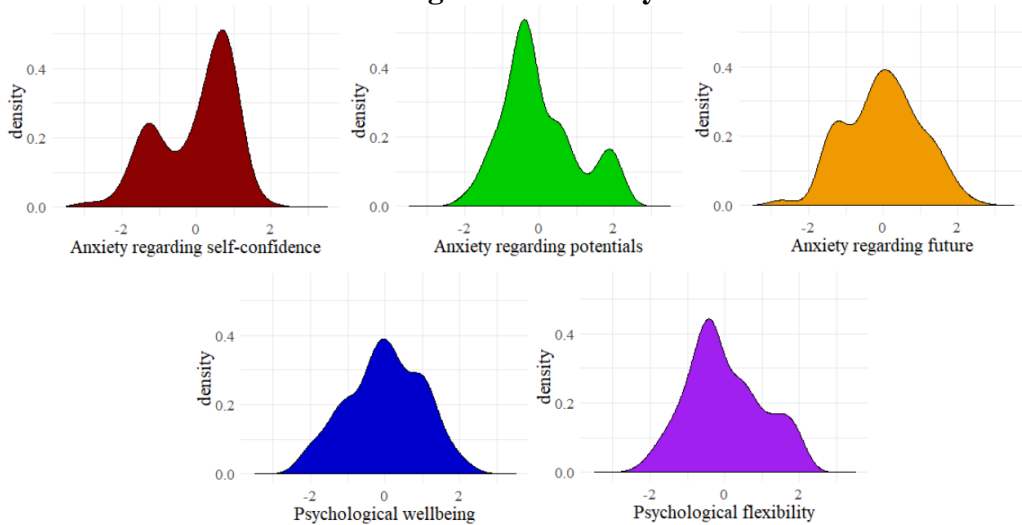 density
0.4
0.2
0.0
-2 0 2
Anxiety regarding self-confidence
density
0.4
0.2
0.0
-2 0 2
Anxiety regarding potentials
density
0.4
0.2
0.0
-2 0 2
Anxiety regarding future
density
0.4
0.2
0.0
-2 0 2
Psychological wellbeing
density
0.4
0.2
0.0
-2 0 2
Psychological flexibility